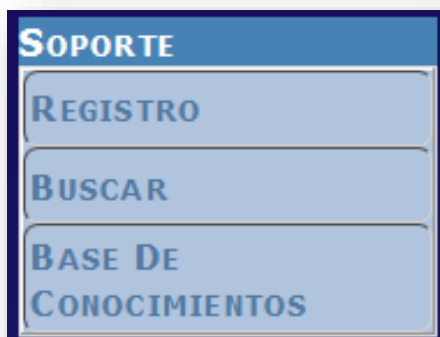 Soporte
Registro
Buscar
Base De
Conocimientos